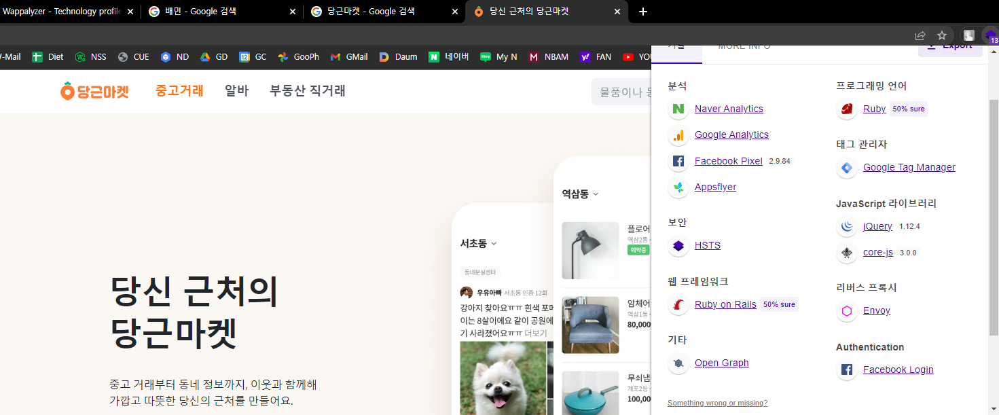 Wappalyzer - Technology profile
배민 - Google 검색
당근마켓 - Google 검색
당신 근처의 당근마켓
13
-Mail Diet NSS CUE ND GD 12 GC GooPh GMail Daum 네이버 blog My N NBAM FAN YOU
MORE INFO
Export
당근마켓 중고거래 알바 부동산 직거래
물품이나
당신 근처의
당근마켓
중고 거래부터 동네 정보까지, 이웃과 함께해
가깝고 따뜻한 당신의 근처를 만들어요.
서초동
동네분실센터
우유아빠 서초동 인증 12회
강아지 찾아요ㅠㅠ 흰색 포메
이는 8살이에요 같이 공원에
기 사라졌어요ㅠㅠ 더보기
역삼동
플로어
역삼2동
예약중
암체어
역삼1동
80,000
무쇠냄
개포2동
100,000
분석
Naver Analytics
Google Analytics
Facebook Pixel 2.9.84
Appsflyer
보안
HSTS
웹 프레임워크
Ruby on Rails 50% sure
기타
Open Graph
Something wrong or missing?
프로그래밍 언어
Ruby 50% sure
태그 관리자
Google Tag Manager
JavaScript 라이브러리
jQuery 1.12.4
core-js 3.0.0
리버스 프록시
Envoy
Authentication
Facebook Login